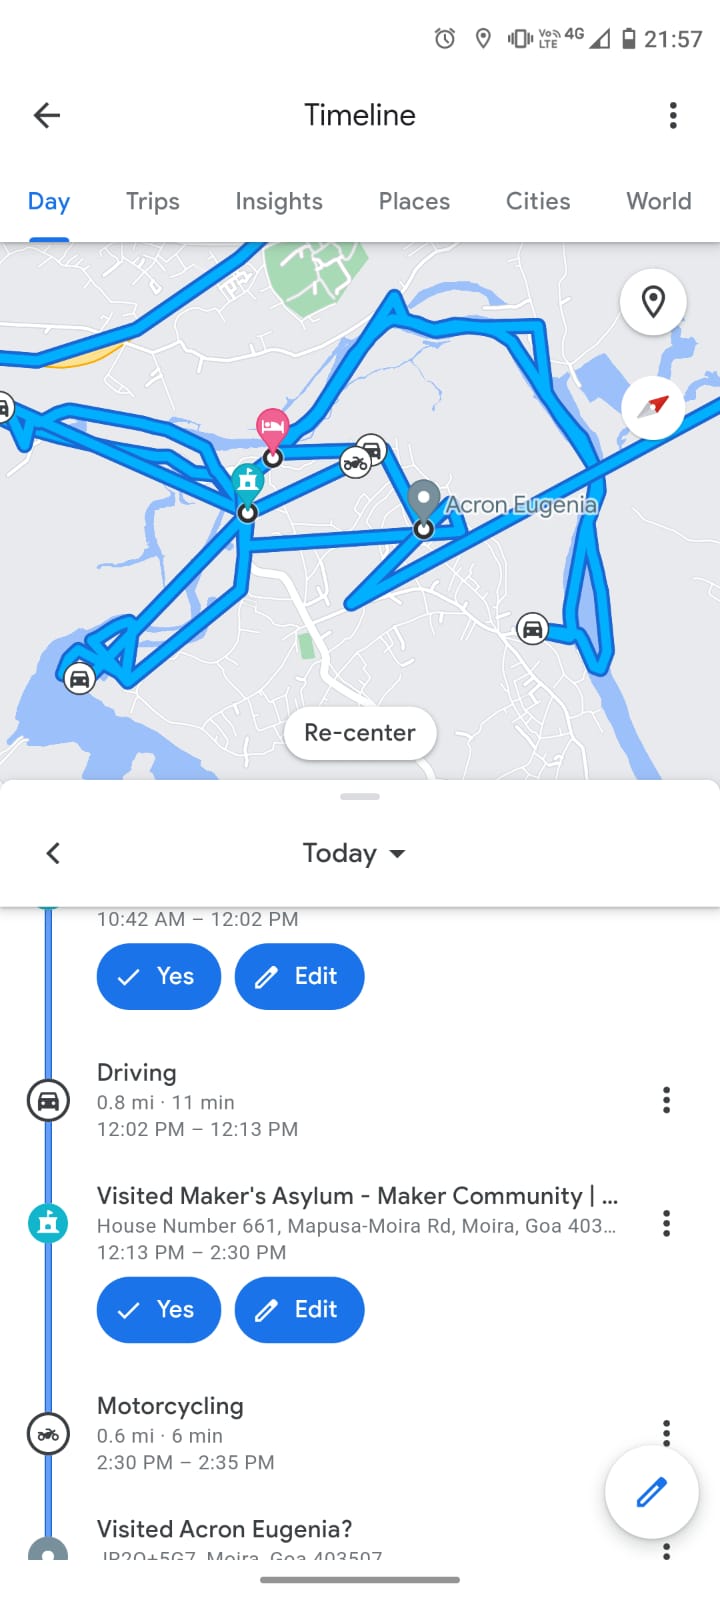 Vo)) LTE 4G 21:57
Timeline
Day Trips Insights Places Cities World
Acron Eugenia
Re-center
Today
10:42 AM – 12:02 PM
Yes Edit
Driving
0.8 mi · 11 min
12:02 PM – 12:13 PM
Visited Maker's Asylum - Maker Community | ...
House Number 661, Mapusa-Moira Rd, Moira, Goa 403...
12:13 PM – 2:30 PM
Yes Edit
Motorcycling
0.6 mi · 6 min
2:30 PM – 2:35 PM
Visited Acron Eugenia?
Moira, Goa 403507